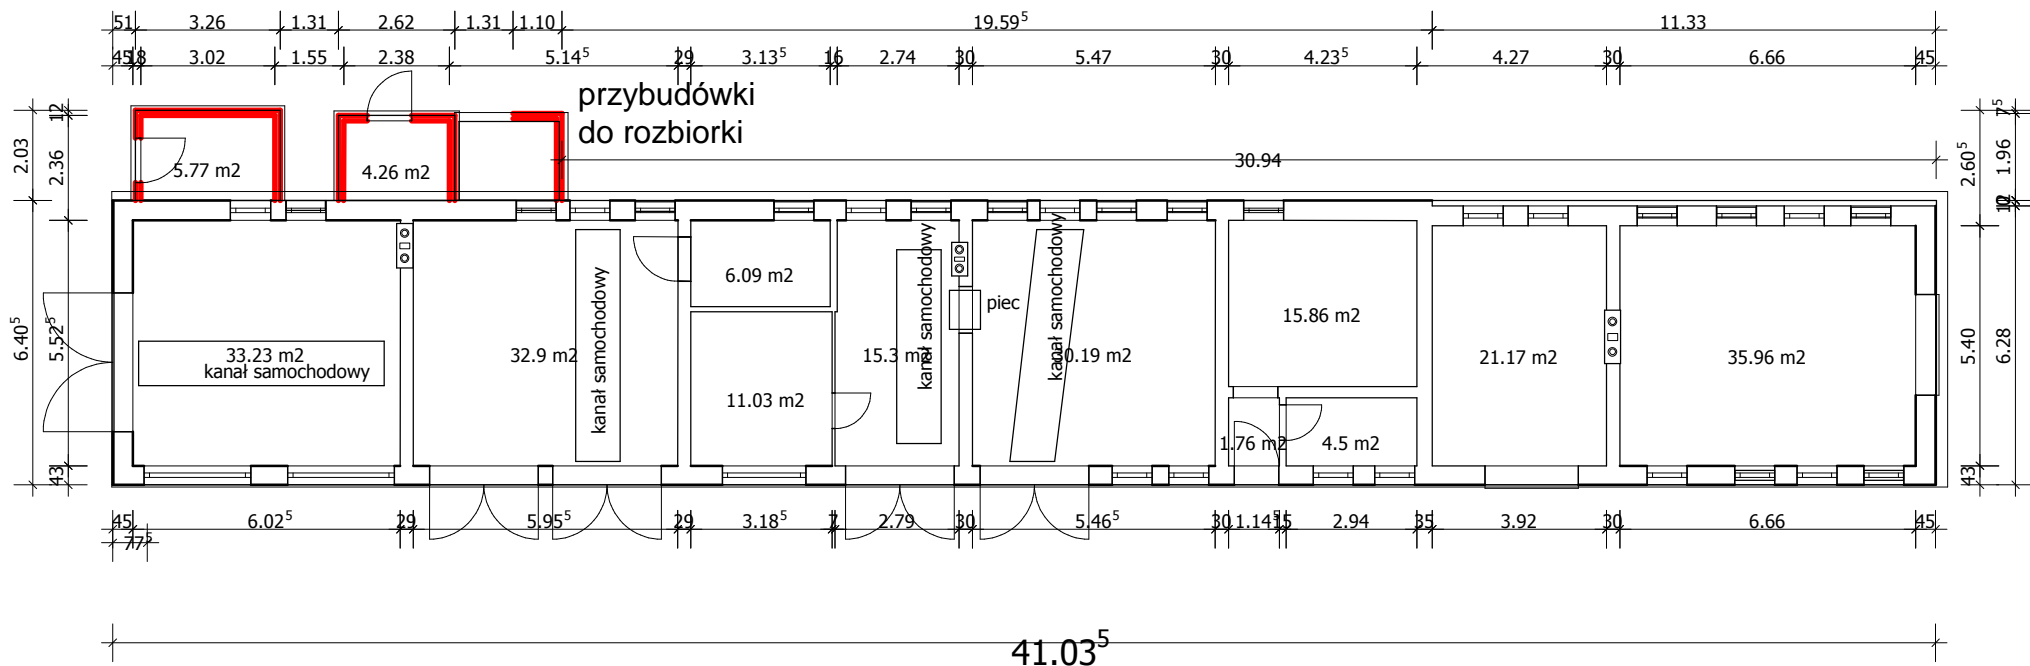 51 3.26 1.31 2.62 1.31 1.10 19.59⁵ 11.33
45 18 3.02 1.55 2.38 5.14⁵ 29 3.13⁵ 16 2.74 30 5.47 30 4.23⁵ 4.27 30 6.66 45
przybudówki
do rozbiorki
12
2.03
2.36
7⁵
2.60⁵
1.96
30.94
5.77 m2 4.26 m2
10
6.09 m2
piec
15.86 m2
6.40⁵
5.52⁵
33.23 m2
kanał samochodowy
32.9 m2
kanał samochodowy
15.3 m2
kanał samochodowy
30.19 m2
kanał samochodowy
21.17 m2
35.96 m2
5.40
6.28
11.03 m2
1.76 m2 4.5 m2
43
43
45 6.02⁵ 29 5.95⁵ 29 3.18⁵ 7 2.79 30 5.46⁵ 30 1.14⁵ 15 2.94 35 3.92 30 6.66 45
77⁵
41.03⁵